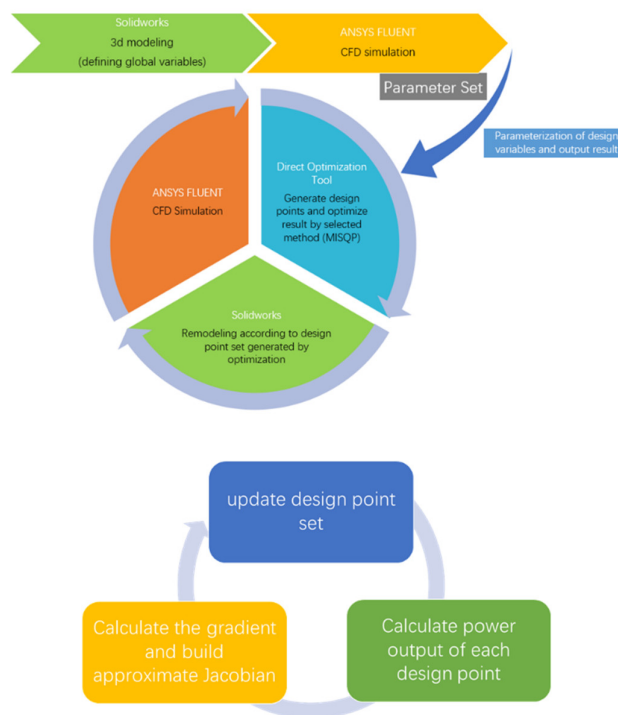 Solidworks
3d modeling
(defining global variables)
ANSYS FLUENT
CFD simulation
Parameter Set
Parameterization of design
variables and output result
ANSYS FLUENT
CFD Simulation
Direct Optimization
Tool
Generate design
points and optimize
result by selected
method (MISQP)
Solidworks
Remodeling according to design
point set generated by
optimization
update design point
set
Calculate the gradient
and build
approximate Jacobian
Calculate power
output of each
design point